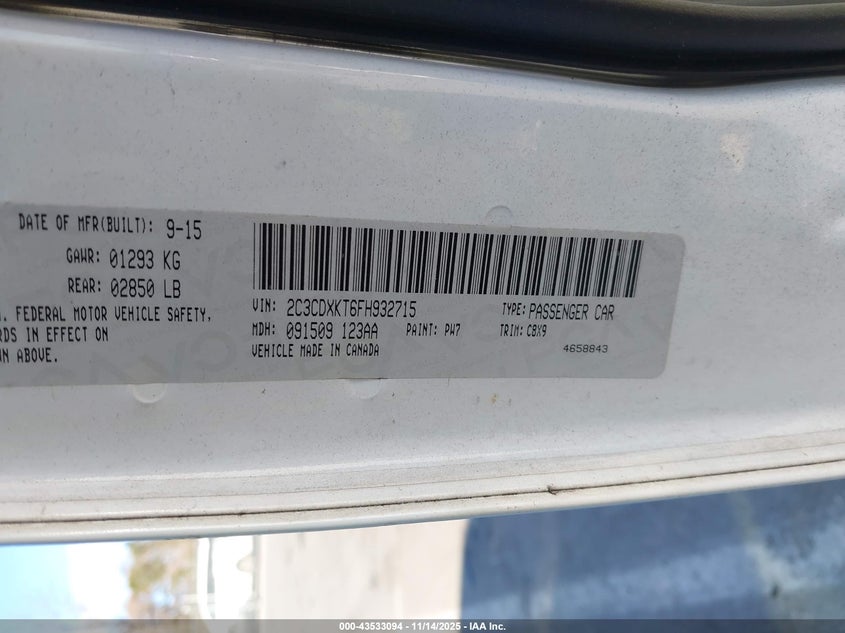 DATE OF MFR(BUILT): 9-15
GAWR: 01293 KG
REAR: 02850 LB
FEDERAL MOTOR VEHICLE SAFETY,
RDS IN EFFECT ON
N ABOVE.
VIN: 2C3CDXKT6FH932715
TYPE: PASSENGER CAR
MDH: 091509 123AA
PAINT: PW7
TRIM: C8X9
VEHICLE MADE IN CANADA
4658843
000-43533094 - 11/14/2025 - IAA Inc.